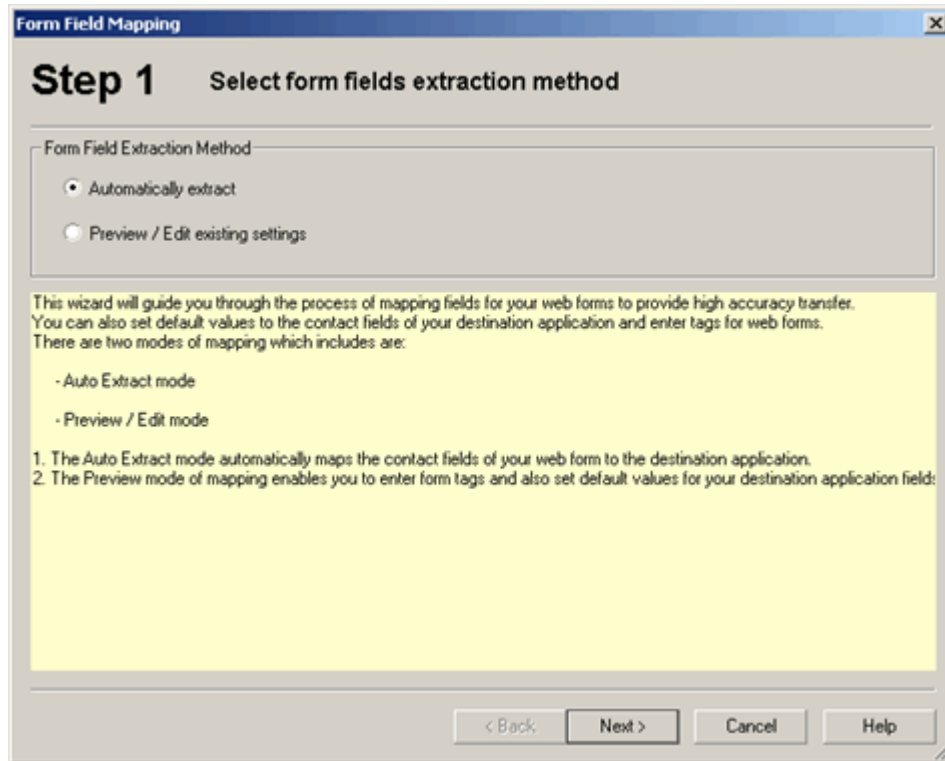 Form Field Mapping
Step 1 Select form fields extraction method
Form Field Extraction Method
Automatically extract
Preview / Edit existing settings
This wizard will guide you through the process of mapping fields for your web forms to provide high accuracy transfer.
You can also set default values to the contact fields of your destination application and enter tags for web forms.
There are two modes of mapping which includes are:
- Auto Extract mode
- Preview / Edit mode
1. The Auto Extract mode automatically maps the contact fields of your web form to the destination application.
2. The Preview mode of mapping enables you to enter form tags and also set default values for your destination application fields
< Back Next > Cancel Help